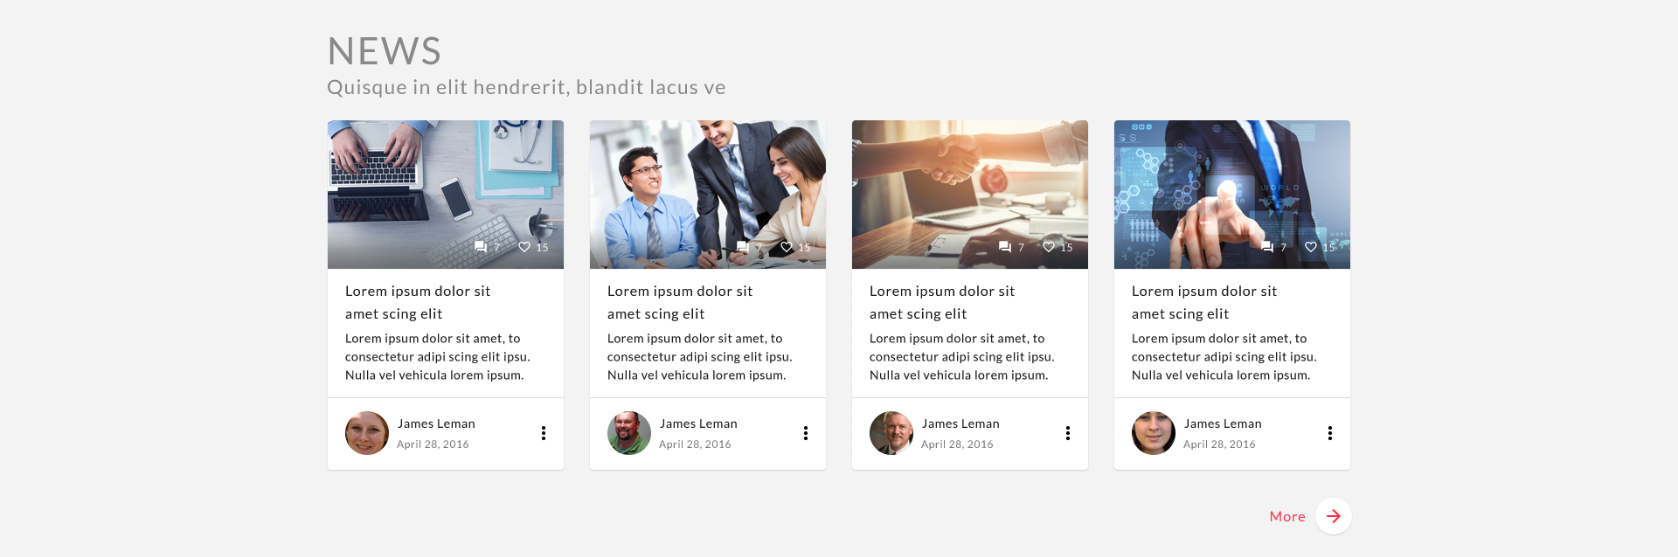 NEWS
Quisque in elit hendrerit, blandit lacus ve
7 15
Lorem ipsum dolor sit
amet scing elit
Lorem ipsum dolor sit amet, to
consectetur adipi scing elit ipsu.
Nulla vel vehicula lorem ipsum.
James Leman
April 28, 2016
7 15
Lorem ipsum dolor sit
amet scing elit
Lorem ipsum dolor sit amet, to
consectetur adipi scing elit ipsu.
Nulla vel vehicula lorem ipsum.
James Leman
April 28, 2016
7 15
Lorem ipsum dolor sit
amet scing elit
Lorem ipsum dolor sit amet, to
consectetur adipi scing elit ipsu.
Nulla vel vehicula lorem ipsum.
James Leman
April 28, 2016
WORLD
7 15
Lorem ipsum dolor sit
amet scing elit
Lorem ipsum dolor sit amet, to
consectetur adipi scing elit ipsu.
Nulla vel vehicula lorem ipsum.
James Leman
April 28, 2016
More